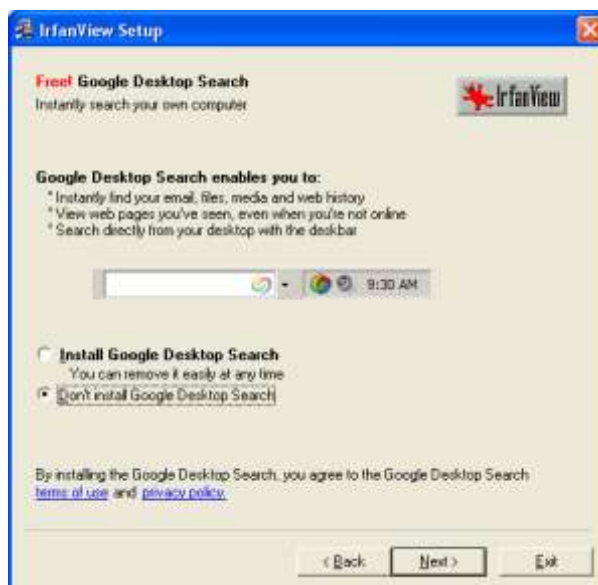 IrfanView Setup
Free! Google Desktop Search
Instantly search your own computer
IrfanView
Google Desktop Search enables you to:
* Instantly find your email, files, media and web history
* View web pages you've seen, even when you're not online
* Search directly from your desktop with the deskbar
9:30 AM
Install Google Desktop Search
You can remove it easily at any time
Don't install Google Desktop Search
By installing the Google Desktop Search, you agree to the Google Desktop Search
terms of use and privacy policy.
< Back Next > Exit